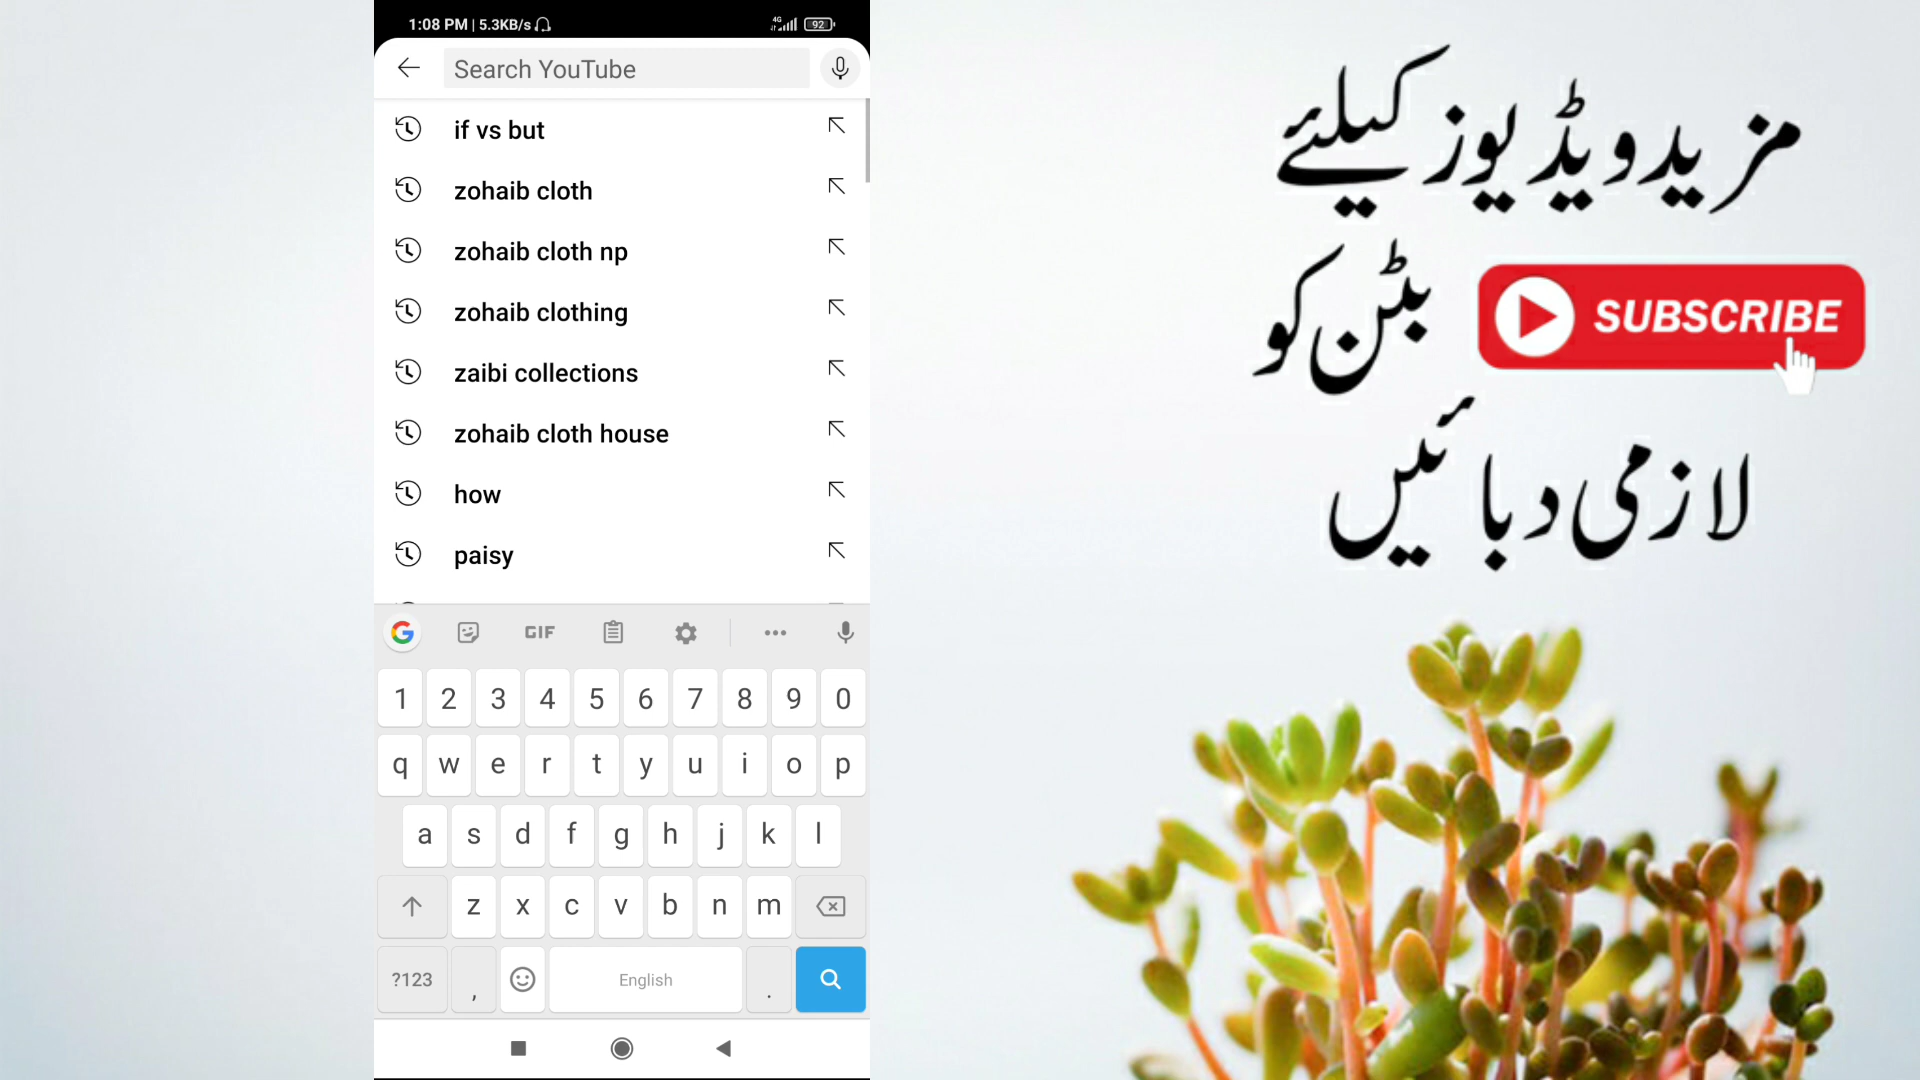 1:08 PM | 5.3KB/s
4G
92
Search YouTube
if vs but
zohaib cloth
zohaib cloth np
zohaib clothing
zaibi collections
zohaib cloth house
how
paisy
GIF
1 2 3 4 5 6 7 8 9 0
q w e r t y u i o p
a s d f g h j k l
z x c v b n m
?123 , English .
مزید ویڈیوز کیلئے
SUBSCRIBE بٹن کو
لازمی دبائیں